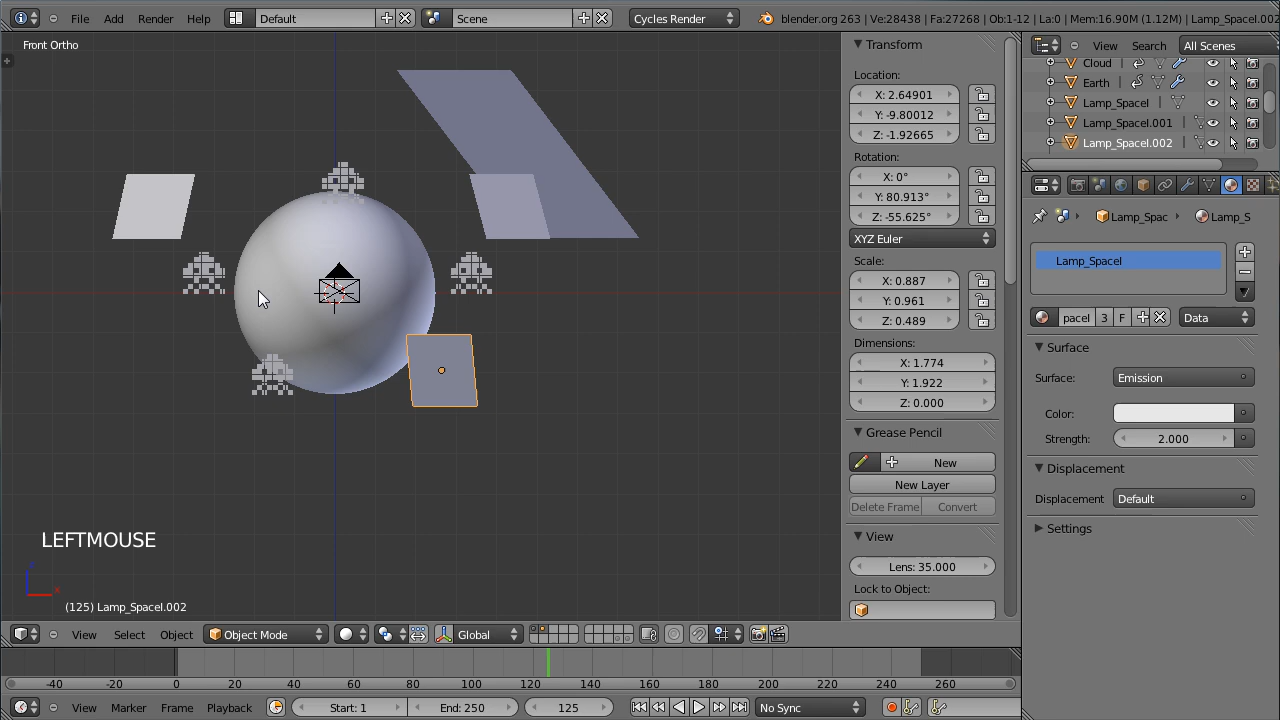 File Add Render Help Default Scene Cycles Render blender.org 263 | Ve:28438 | Fa:27268 | Ob:1-12 | La:0 | Mem:16.90M (1.12M) | Lamp_Spacel.002
Front Ortho
Transform
Location:
X: 2.64901
Y: -9.80012
Z: -1.92665
Rotation:
X: 0°
Y: 80.913°
Z: -55.625°
XYZ Euler
Scale:
X: 0.887
Y: 0.961
Z: 0.489
Dimensions:
X: 1.774
Y: 1.922
Z: 0.000
Grease Pencil
New
New Layer
Delete Frame Convert
View
Lens: 35.000
Lock to Object:
View Search All Scenes
Cloud
Earth
Lamp_SpaceI
Lamp_SpaceI.001
Lamp_SpaceI.002
Lamp_Spac Lamp_S
Lamp_SpaceI
pacel 3 F Data
Surface
Surface: Emission
Color:
Strength: 2.000
Displacement
Displacement Default
Settings
LEFTMOUSE
(125) Lamp_SpaceI.002
View Select Object Object Mode Global
-40 -20 0 20 40 60 80 100 120 140 160 180 200 220 240 260
View Marker Frame Playback Start: 1 End: 250 125 No Sync